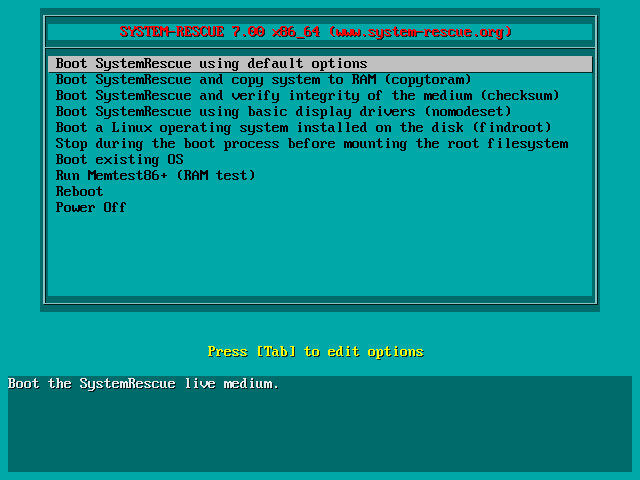 SYSTEM-RESCUE 7.00 x86_64 (www.system-rescue.org)
Boot SystemRescue using default options
Boot SystemRescue and copy system to RAM (copytoram)
Boot SystemRescue and verify integrity of the medium (checksum)
Boot SystemRescue using basic display drivers (nomodeset)
Boot a Linux operating system installed on the disk (findroot)
Stop during the boot process before mounting the root filesystem
Boot existing OS
Run Memtest86+ (RAM test)
Reboot
Power Off
Press [Tab] to edit options
Boot the SystemRescue live medium.